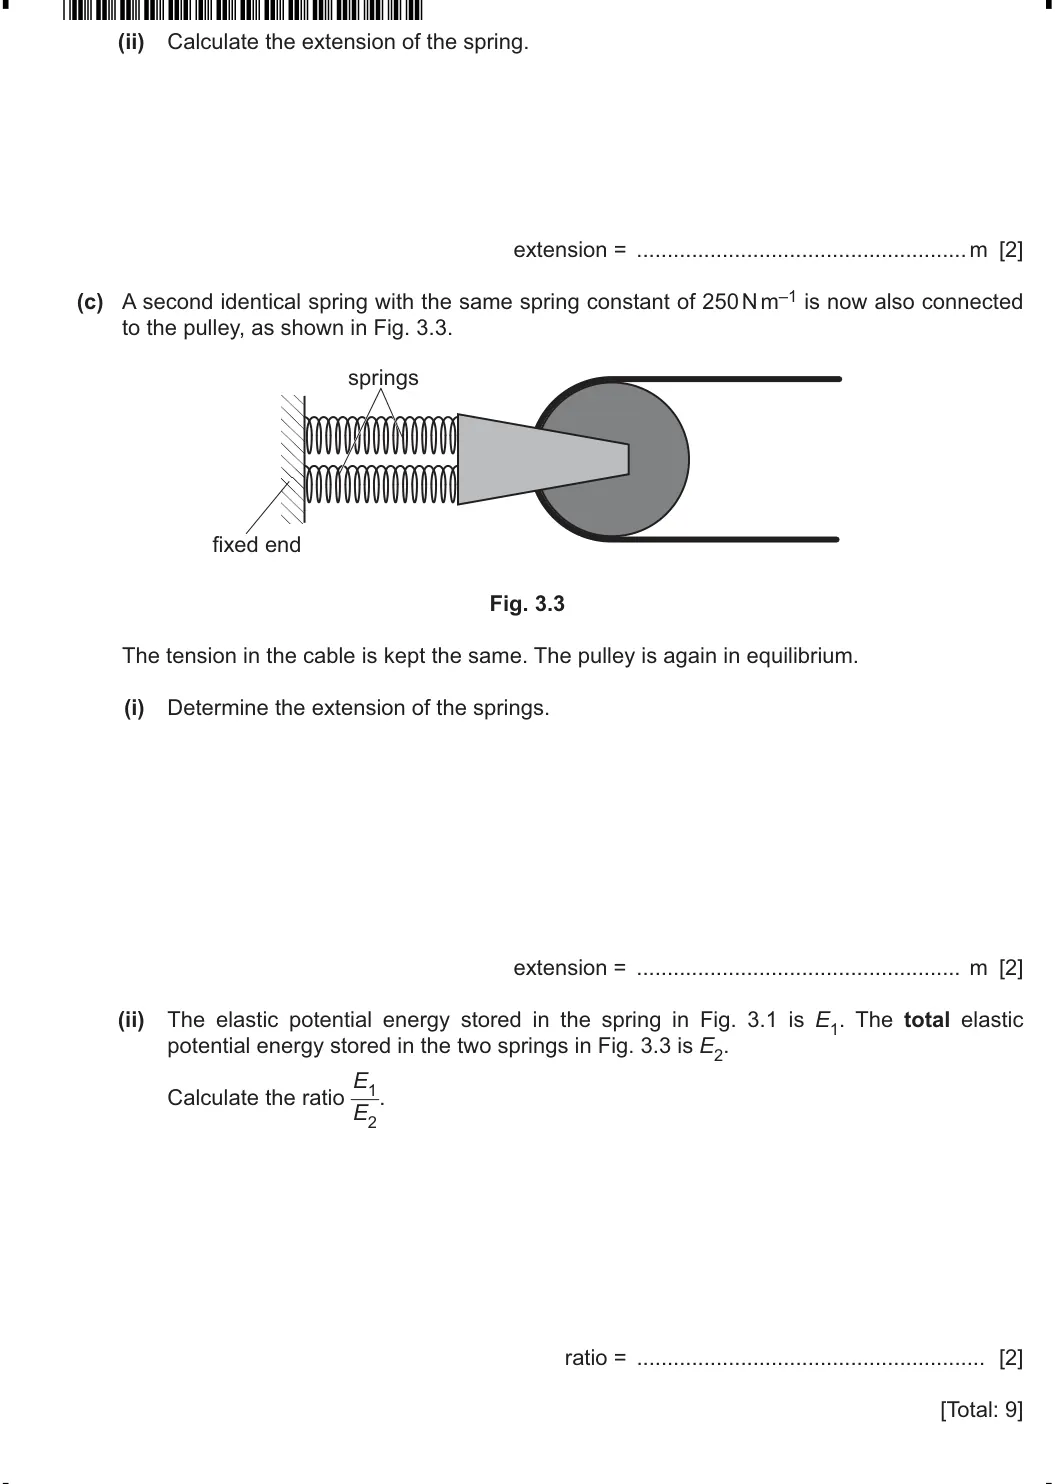 (ii) Calculate the extension of the spring.
extension = ...................................................... m [2]
(c) A second identical spring with the same spring constant of 250 N m⁻¹ is now also connected
to the pulley, as shown in Fig. 3.3.
springs
fixed end
Fig. 3.3
The tension in the cable is kept the same. The pulley is again in equilibrium.
(i) Determine the extension of the springs.
extension = ..................................................... m [2]
(ii) The elastic potential energy stored in the spring in Fig. 3.1 is E₁. The total elastic
potential energy stored in the two springs in Fig. 3.3 is E₂.
Calculate the ratio E₁/E₂.
ratio = ......................................................... [2]
[Total: 9]